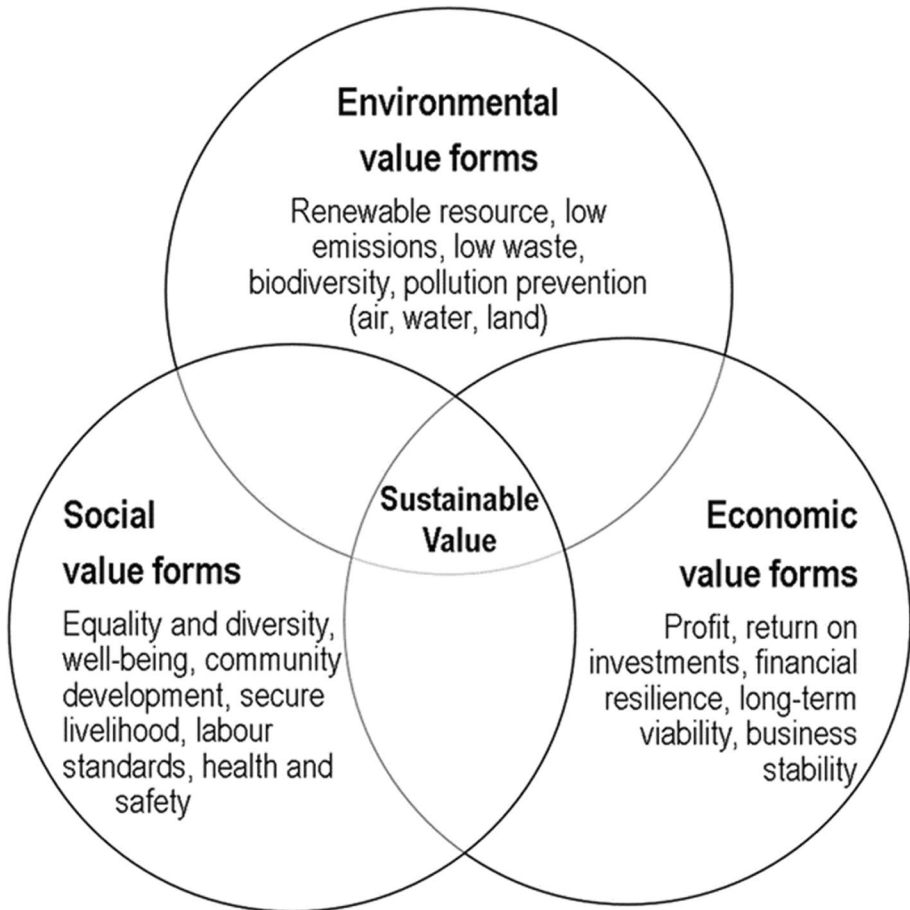 Environmental
value forms
Renewable resource, low
emissions, low waste,
biodiversity, pollution prevention
(air, water, land)
Sustainable
Value
Social
value forms
Equality and diversity,
well-being, community
development, secure
livelihood, labour
standards, health and
safety
Economic
value forms
Profit, return on
investments, financial
resilience, long-term
viability, business
stability